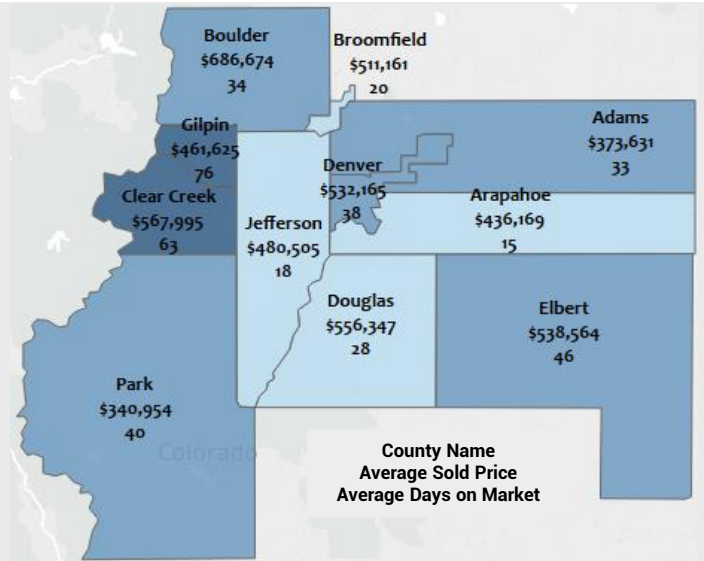 Boulder
$686,674
34
Broomfield
$511,161
20
Gilpin
$461,625
76
Adams
$373,631
33
Denver
$532,165
38
Clear Creek
$567,995
63
Arapahoe
$436,169
15
Jefferson
$480,505
18
Douglas
$556,347
28
Elbert
$538,564
46
Park
$340,954
40
Colorado
County Name
Average Sold Price
Average Days on Market